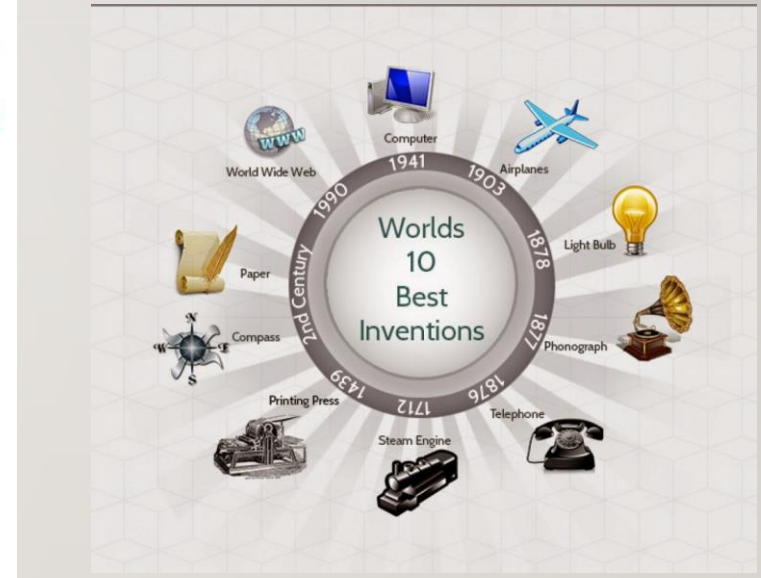 Worlds
10
Best
Inventions
Computer
1941
Airplanes
1903
Light Bulb
1878
Phonograph
1877
Telephone
1876
Steam Engine
1712
Printing Press
1439
Compass
N
W
E
S
Paper
2nd Century
World Wide Web
WWW
1990